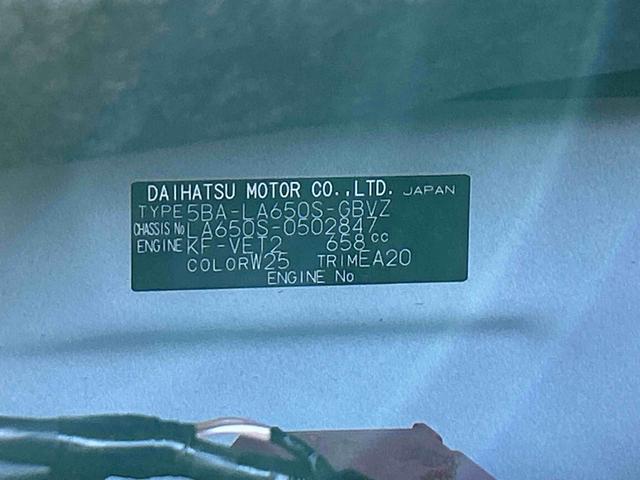 DAIHATSU MOTOR CO.,LTD. JAPAN
TYPE 5BA-LA650S-GBVZ
CHASSIS No LA650S-0502847
ENGINE KF-VET2 658 cc
COLOR W25 TRIM EA20
ENGINE No